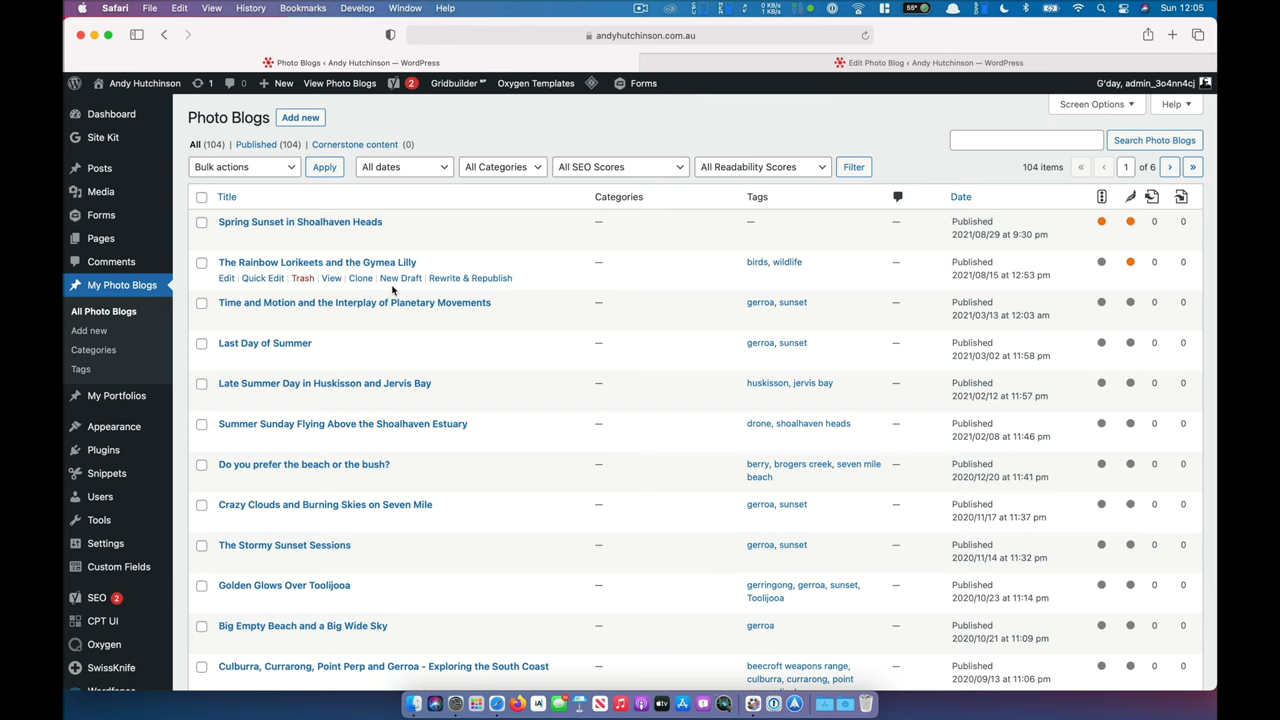 Safari File Edit View History Bookmarks Develop Window Help 0 KB/s 0 KB/s 55° Sun 12:05
andyhutchinson.com.au
Photo Blogs ‹ Andy Hutchinson — WordPress Edit Photo Blog ‹ Andy Hutchinson — WordPress
Andy Hutchinson 1 0 New View Photo Blogs 2 Gridbuilder WP Oxygen Templates Forms G'day, admin_3o4nn4cj
Screen Options Help
Dashboard
Site Kit
Posts
Media
Forms
Pages
Comments
My Photo Blogs
All Photo Blogs
Add new
Categories
Tags
My Portfolios
Appearance
Plugins
Snippets
Users
Tools
Settings
Custom Fields
SEO 2
CPT UI
Oxygen
SwissKnife
Wordfence
Photo Blogs Add new
All (104) Published (104) Cornerstone content (0)
Search Photo Blogs
Bulk actions Apply All dates All Categories All SEO Scores All Readability Scores Filter 104 items « ‹ 1 of 6 › »
Title Categories Tags Date
Spring Sunset in Shoalhaven Heads — — — Published 0 0
2021/08/29 at 9:30 pm
The Rainbow Lorikeets and the Gymea Lilly — birds, wildlife — Published 0 0
Edit Quick Edit Trash View Clone New Draft Rewrite & Republish 2021/08/15 at 12:53 pm
Time and Motion and the Interplay of Planetary Movements — gerroa, sunset — Published 0 0
2021/03/13 at 12:03 am
Last Day of Summer — gerroa, sunset — Published 0 0
2021/03/02 at 11:58 pm
Late Summer Day in Huskisson and Jervis Bay — huskisson, jervis bay — Published 0 0
2021/02/12 at 11:57 pm
Summer Sunday Flying Above the Shoalhaven Estuary — drone, shoalhaven heads — Published 0 0
2021/02/08 at 11:46 pm
Do you prefer the beach or the bush? — berry, brogers creek, seven mile — Published 0 0
beach 2020/12/20 at 11:41 pm
Crazy Clouds and Burning Skies on Seven Mile — gerroa, sunset — Published 0 0
2020/11/17 at 11:37 pm
The Stormy Sunset Sessions — gerroa, sunset — Published 0 0
2020/11/14 at 11:32 pm
Golden Glows Over Toolijooa — gerringong, gerroa, sunset, — Published 0 0
Toolijooa 2020/10/23 at 11:14 pm
Big Empty Beach and a Big Wide Sky — gerroa — Published 0 0
2020/10/21 at 11:09 pm
Culburra, Currarong, Point Perp and Gerroa - Exploring the South Coast — beecroft weapons range, — Published 0 0
culburra, currarong, point 2020/09/13 at 11:06 pm